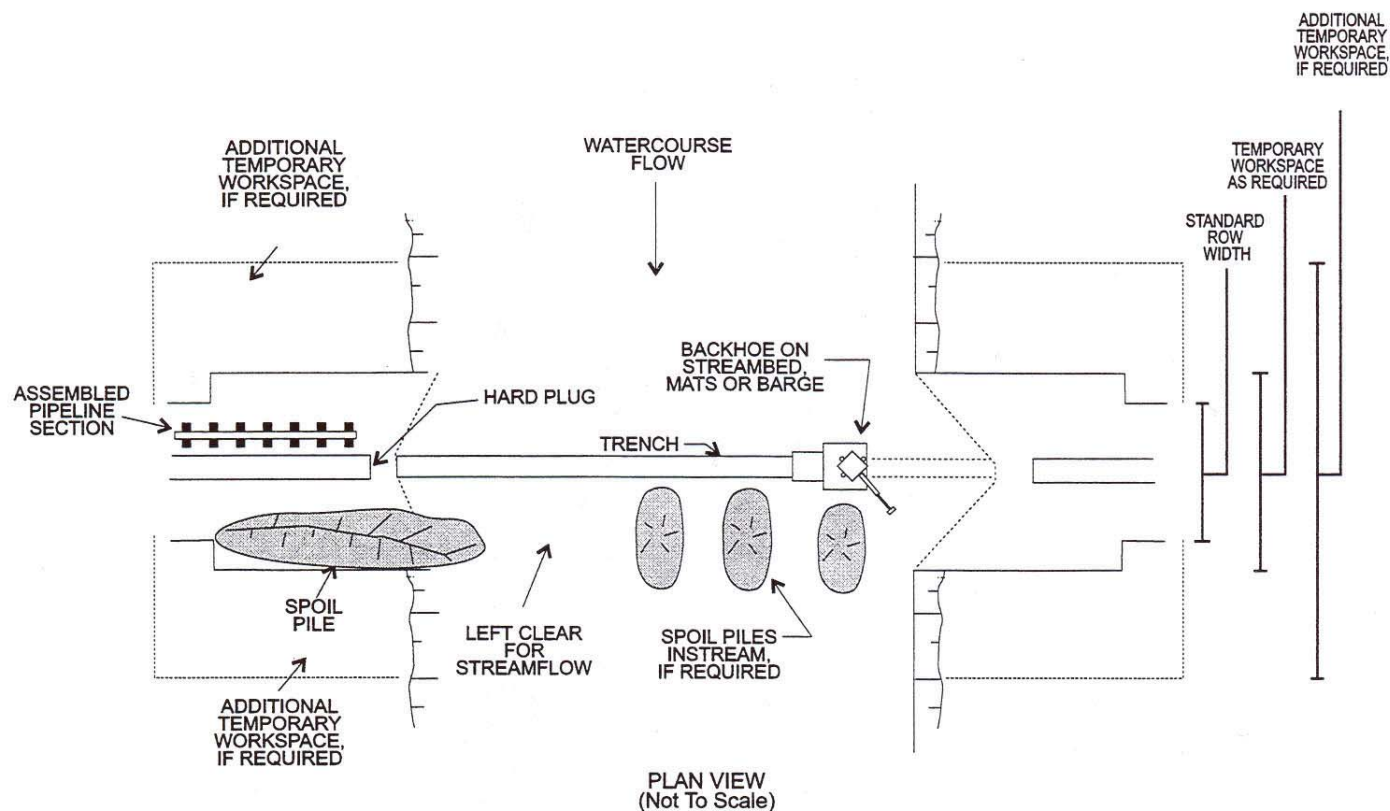 ADDITIONAL
TEMPORARY
WORKSPACE,
IF REQUIRED
ADDITIONAL
TEMPORARY
WORKSPACE,
IF REQUIRED
WATERCOURSE
FLOW
TEMPORARY
WORKSPACE
AS REQUIRED
STANDARD
ROW
WIDTH
BACKHOE ON
STREAMBED,
MATS OR BARGE
ASSEMBLED
PIPELINE
SECTION
HARD PLUG
TRENCH
SPOIL
PILE
LEFT CLEAR
FOR
STREAMFLOW
SPOIL PILES
INSTREAM,
IF REQUIRED
ADDITIONAL
TEMPORARY
WORKSPACE,
IF REQUIRED
PLAN VIEW
(Not To Scale)